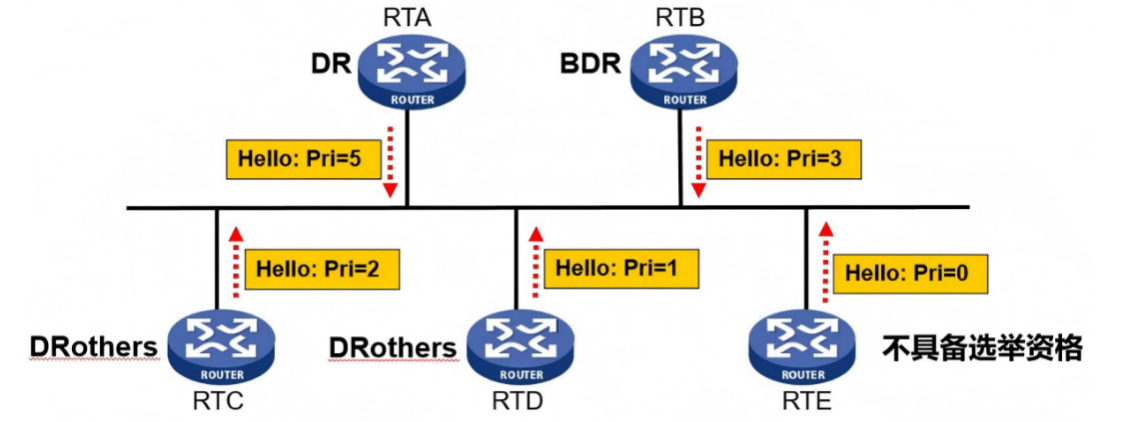 RTA
RTB
DR
BDR
ROUTER
ROUTER
Hello: Pri=5
Hello: Pri=3
Hello: Pri=2
Hello: Pri=1
Hello: Pri=0
DRothers
DRothers
不具备选举资格
ROUTER
ROUTER
ROUTER
RTC
RTD
RTE